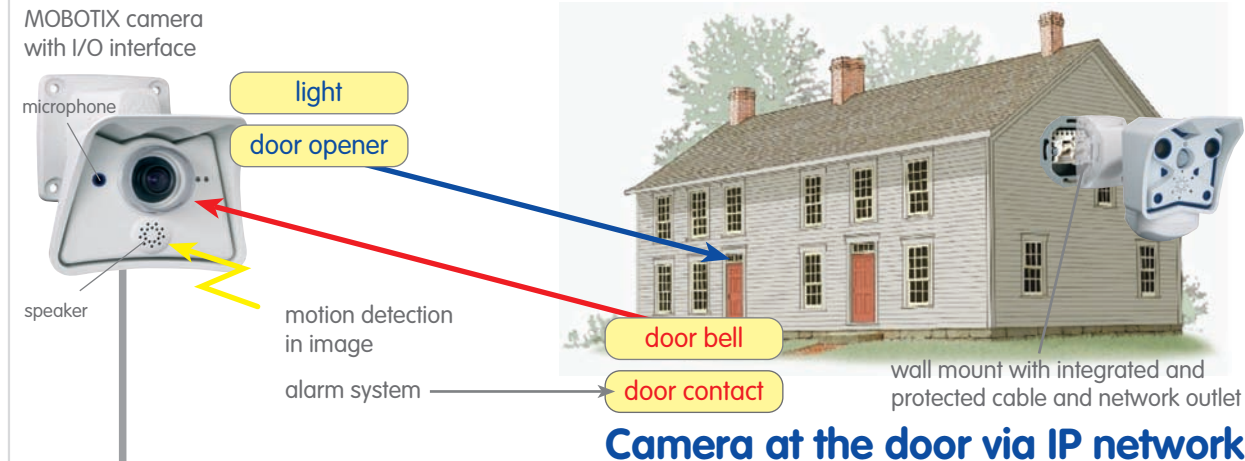 MOBOTIX camera
with I/O interface
microphone
light
door opener
speaker
motion detection
in image
alarm system
door bell
door contact
wall mount with integrated and
protected cable and network outlet
Camera at the door via IP network